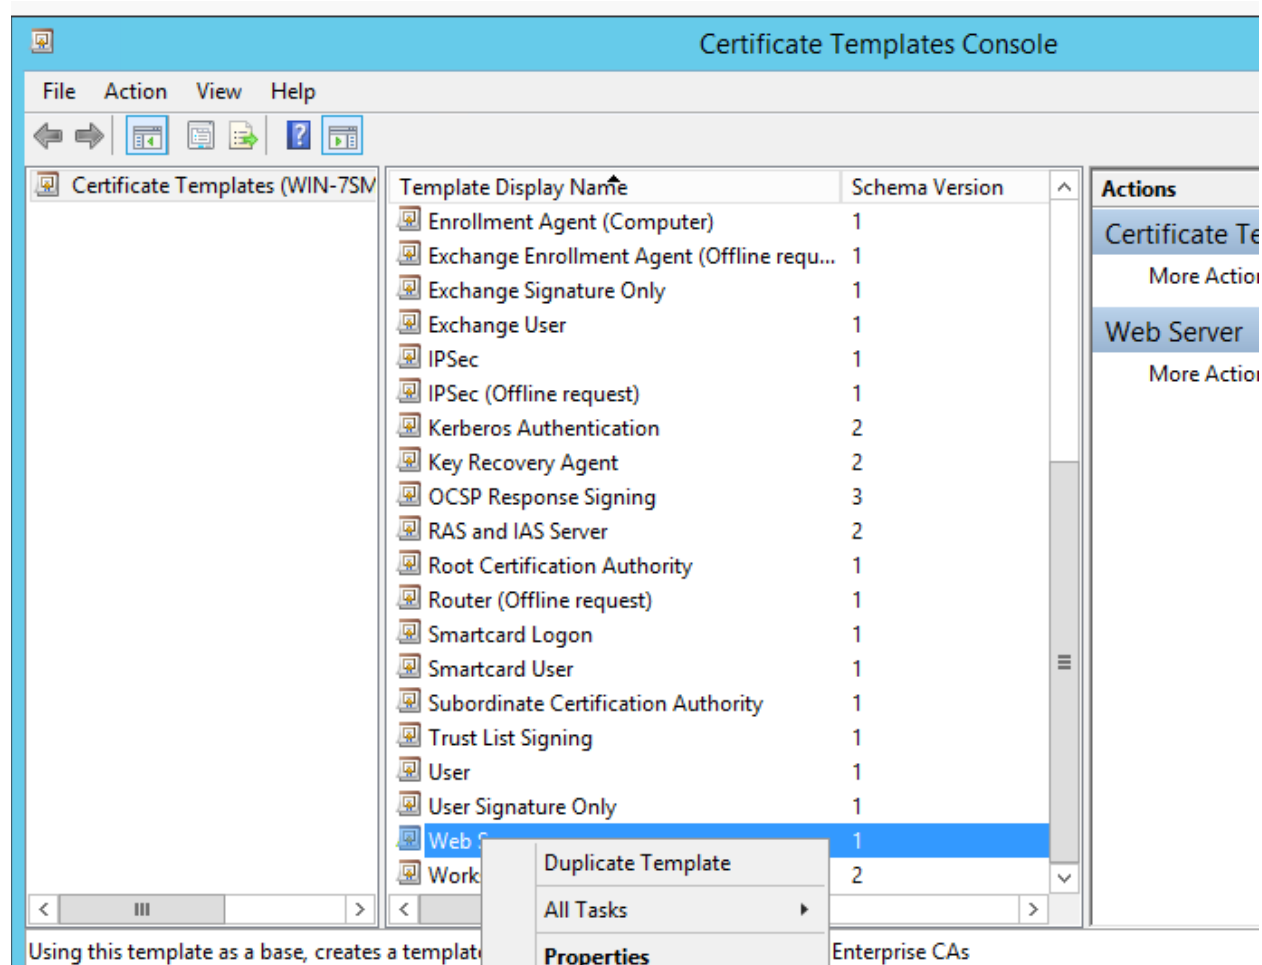 Certificate Templates Console
File Action View Help
Certificate Templates (WIN-7SM
Template Display Name Schema Version
Enrollment Agent (Computer) 1
Exchange Enrollment Agent (Offline requ... 1
Exchange Signature Only 1
Exchange User 1
IPSec 1
IPSec (Offline request) 1
Kerberos Authentication 2
Key Recovery Agent 2
OCSP Response Signing 3
RAS and IAS Server 2
Root Certification Authority 1
Router (Offline request) 1
Smartcard Logon 1
Smartcard User 1
Subordinate Certification Authority 1
Trust List Signing 1
User 1
User Signature Only 1
Web S 1
Work 2
Duplicate Template
All Tasks
Properties
Actions
Certificate Te
More Action
Web Server
More Action
Using this template as a base, creates a templat Enterprise CAs